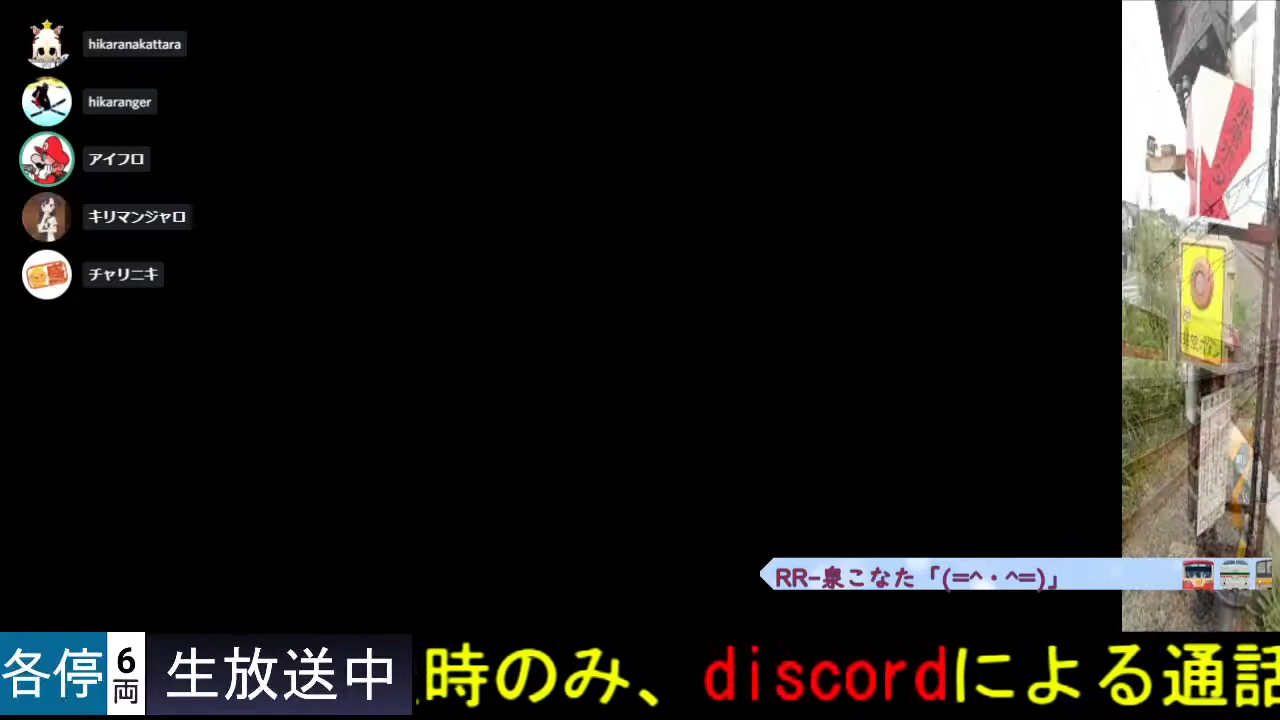 hikaranakattara
hikaranger
アイフロ
キリマンジャロ
チャリニキ
RR-泉こなた「(=^・^=)」
各停
6両
生放送中
時のみ、discordによる通話